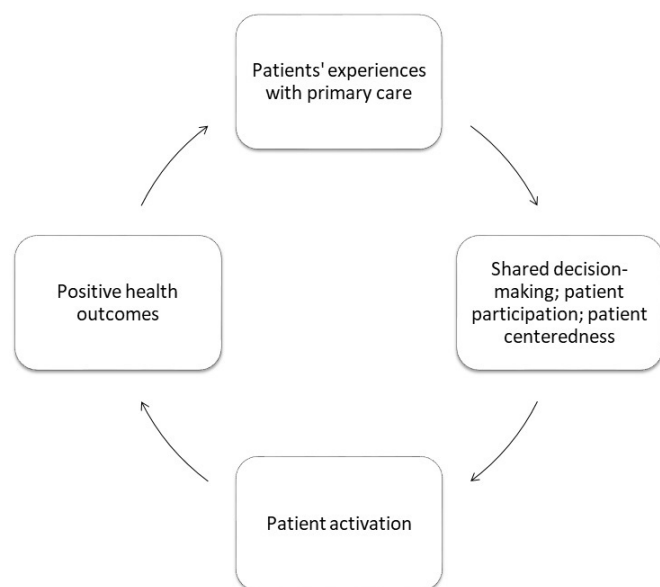 Patients' experiences
with primary care
Shared decision-
making; patient
participation; patient
centeredness
Patient activation
Positive health
outcomes